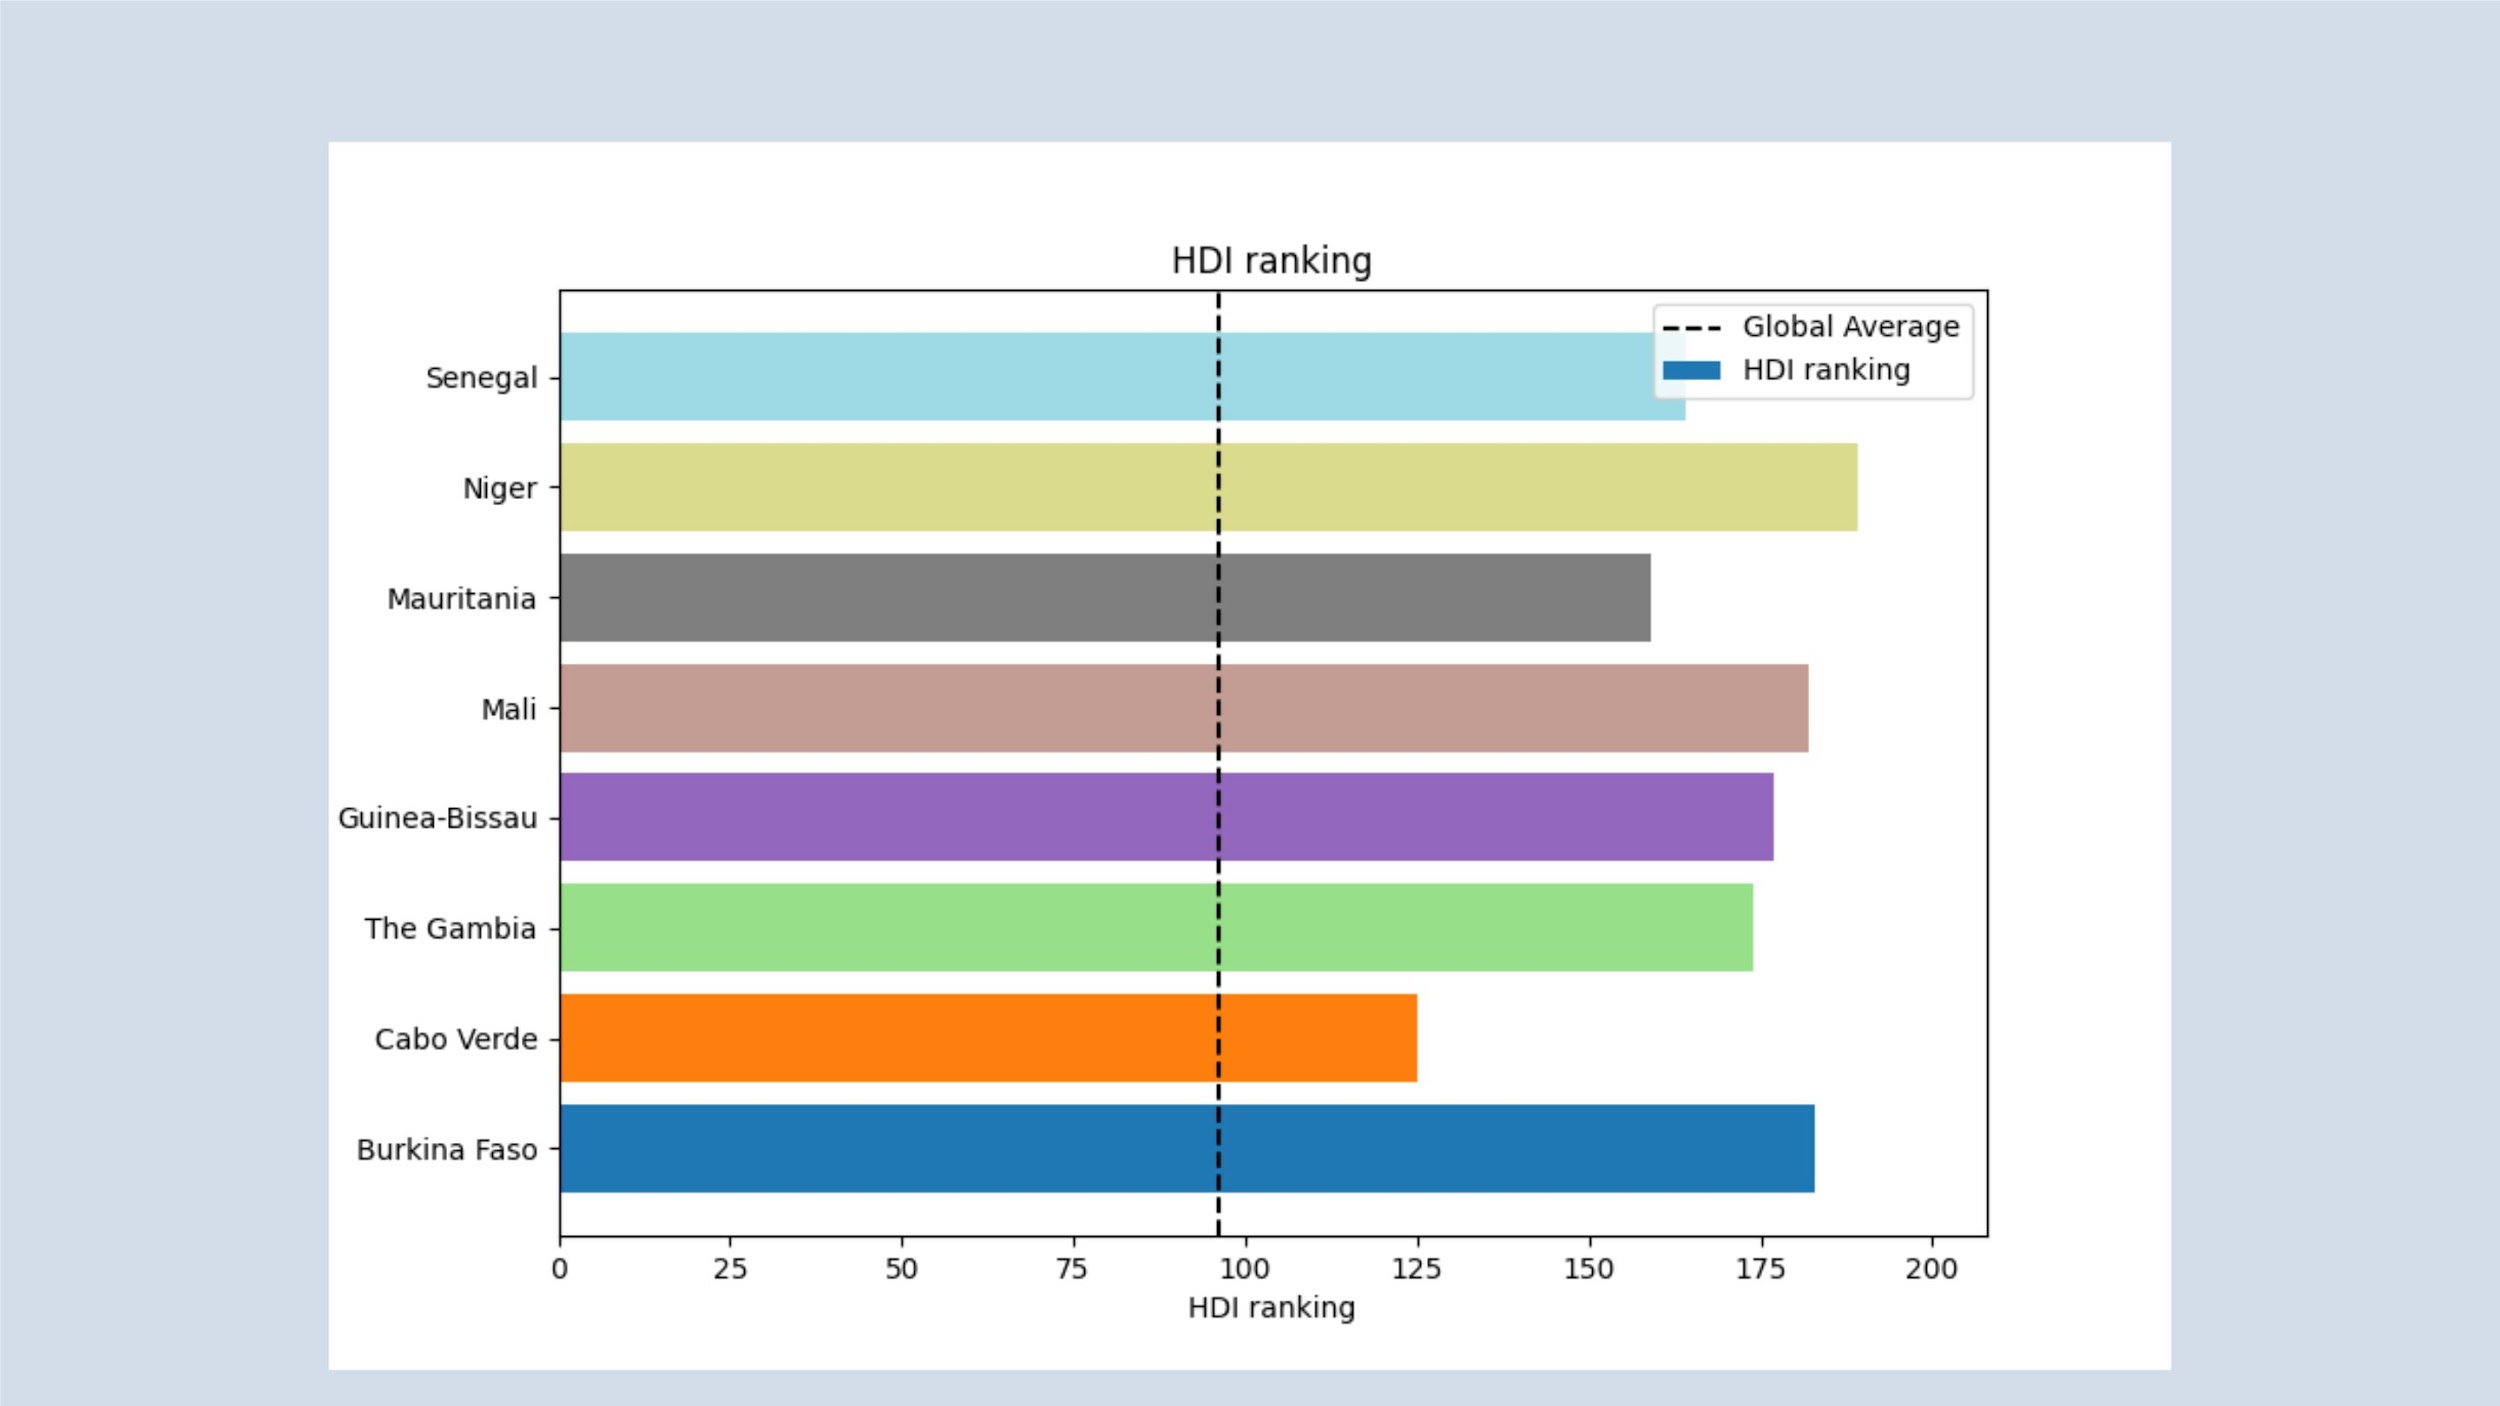 HDI ranking
Global Average
HDI ranking
Senegal
Niger
Mauritania
Mali
Guinea-Bissau
The Gambia
Cabo Verde
Burkina Faso
0 25 50 75 100 125 150 175 200
HDI ranking